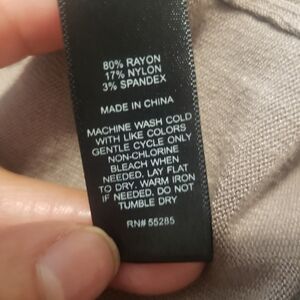 80% RAYON
17% NYLON
3% SPANDEX
MADE IN CHINA
MACHINE WASH COLD
WITH LIKE COLORS
GENTLE CYCLE ONLY
NON-CHLORINE
BLEACH WHEN
NEEDED. LAY FLAT
TO DRY. WARM IRON
IF NEEDED. DO NOT
TUMBLE DRY
RN# 55285